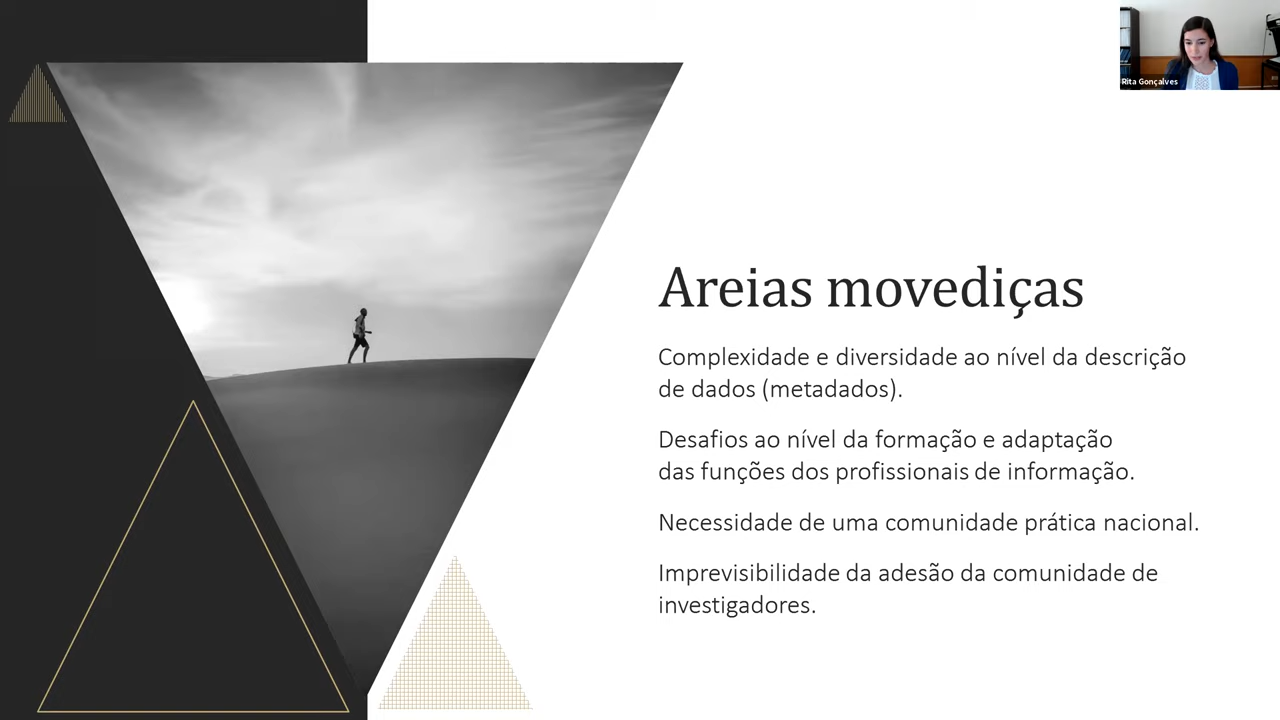 Rita Gonçalves
Areias movediças
Complexidade e diversidade ao nível da descrição
de dados (metadados).
Desafios ao nível da formação e adaptação
das funções dos profissionais de informação.
Necessidade de uma comunidade prática nacional.
Imprevisibilidade da adesão da comunidade de
investigadores.